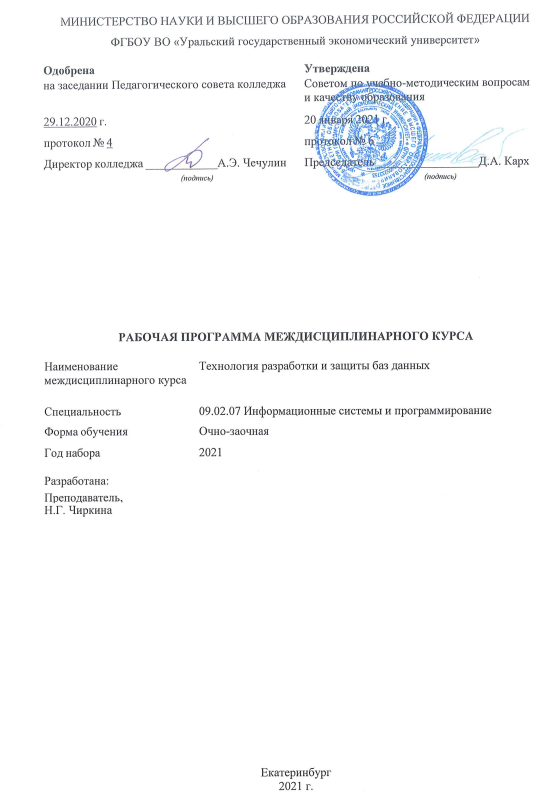 МИНИСТЕРСТВО НАУКИ И ВЫСШЕГО ОБРАЗОВАНИЯ РОССИЙСКОЙ ФЕДЕРАЦИИ
ФГБОУ ВО «Уральский государственный экономический университет»
Одобрена
на заседании Педагогического совета колледжа
29.12.2020 г.
протокол № 4
Директор колледжа А.Э. Чечулин
(подпись)
Утверждена
Советом по учебно-методическим вопросам
и качеству образования
20 января 2021 г.
протокол № 6
Председатель Д.А. Карх
(подпись)
РАБОЧАЯ ПРОГРАММА МЕЖДИСЦИПЛИНАРНОГО КУРСА
Наименование междисциплинарного курса
Технология разработки и защиты баз данных
Специальность 09.02.07 Информационные системы и программирование
Форма обучения Очно-заочная
Год набора 2021
Разработана:
Преподаватель,
Н.Г. Чиркина
Екатеринбург
2021 г.